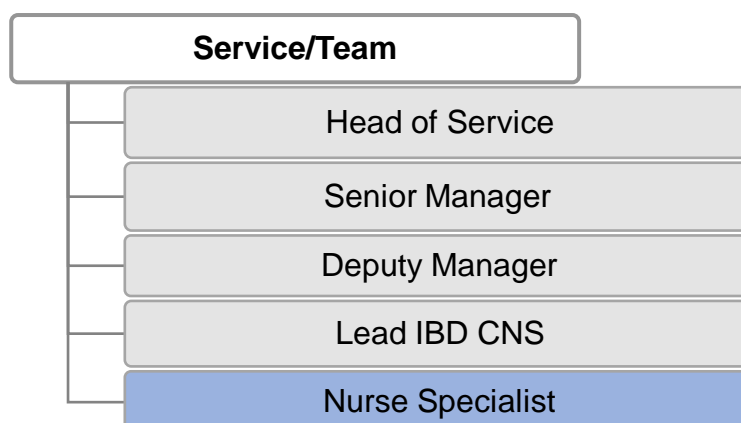 Service/Team
Head of Service
Senior Manager
Deputy Manager
Lead IBD CNS
Nurse Specialist